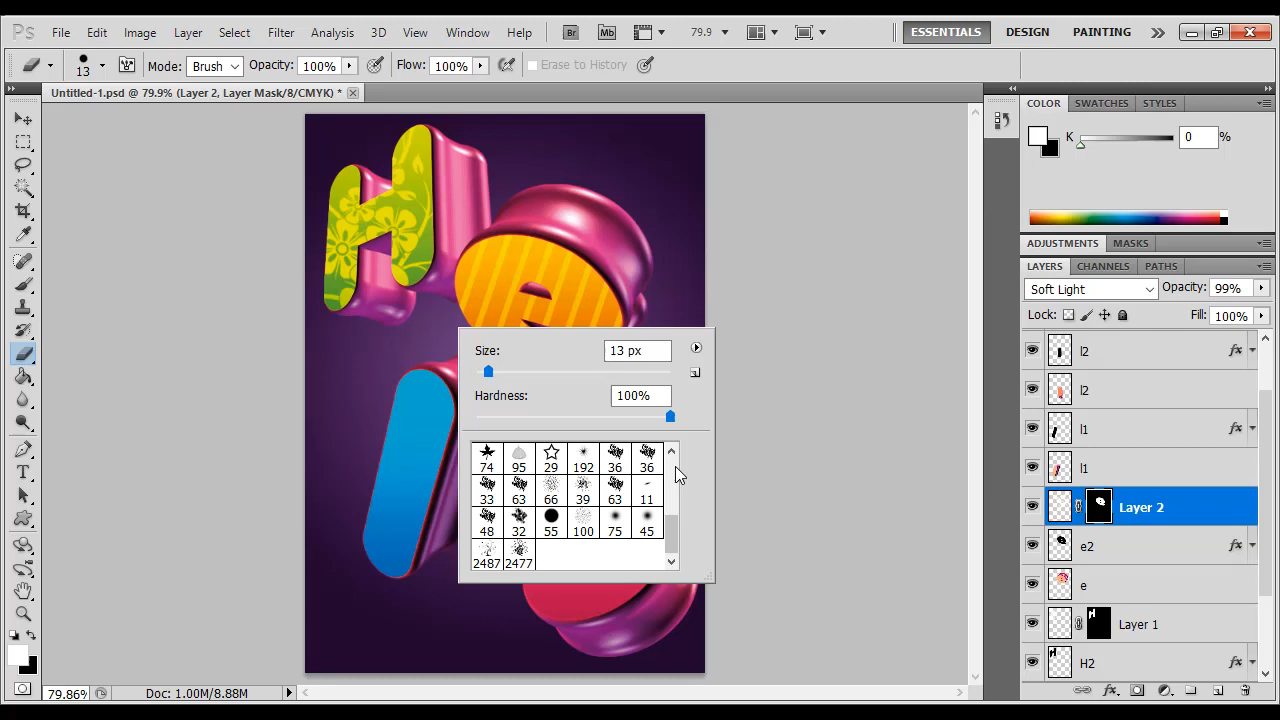 Ps File Edit Image Layer Select Filter Analysis 3D View Window Help Br Mb 79.9 ESSENTIALS DESIGN PAINTING
13 Mode: Brush Opacity: 100% Flow: 100% Erase to History
Untitled-1.psd @ 79.9% (Layer 2, Layer Mask/8/CMYK) *
COLOR SWATCHES STYLES
K 0 %
ADJUSTMENTS MASKS
LAYERS CHANNELS PATHS
Soft Light Opacity: 99%
Lock: Fill: 100%
l2 fx
l2
l1 fx
l1
Layer 2
e2 fx
e
Layer 1
H2 fx
H
e
Size: 13 px
Hardness: 100%
74 95 29 192 36 36
33 63 66 39 63 11
48 32 55 100 75 45
2487 2477
79.86% Doc: 1.00M/8.88M